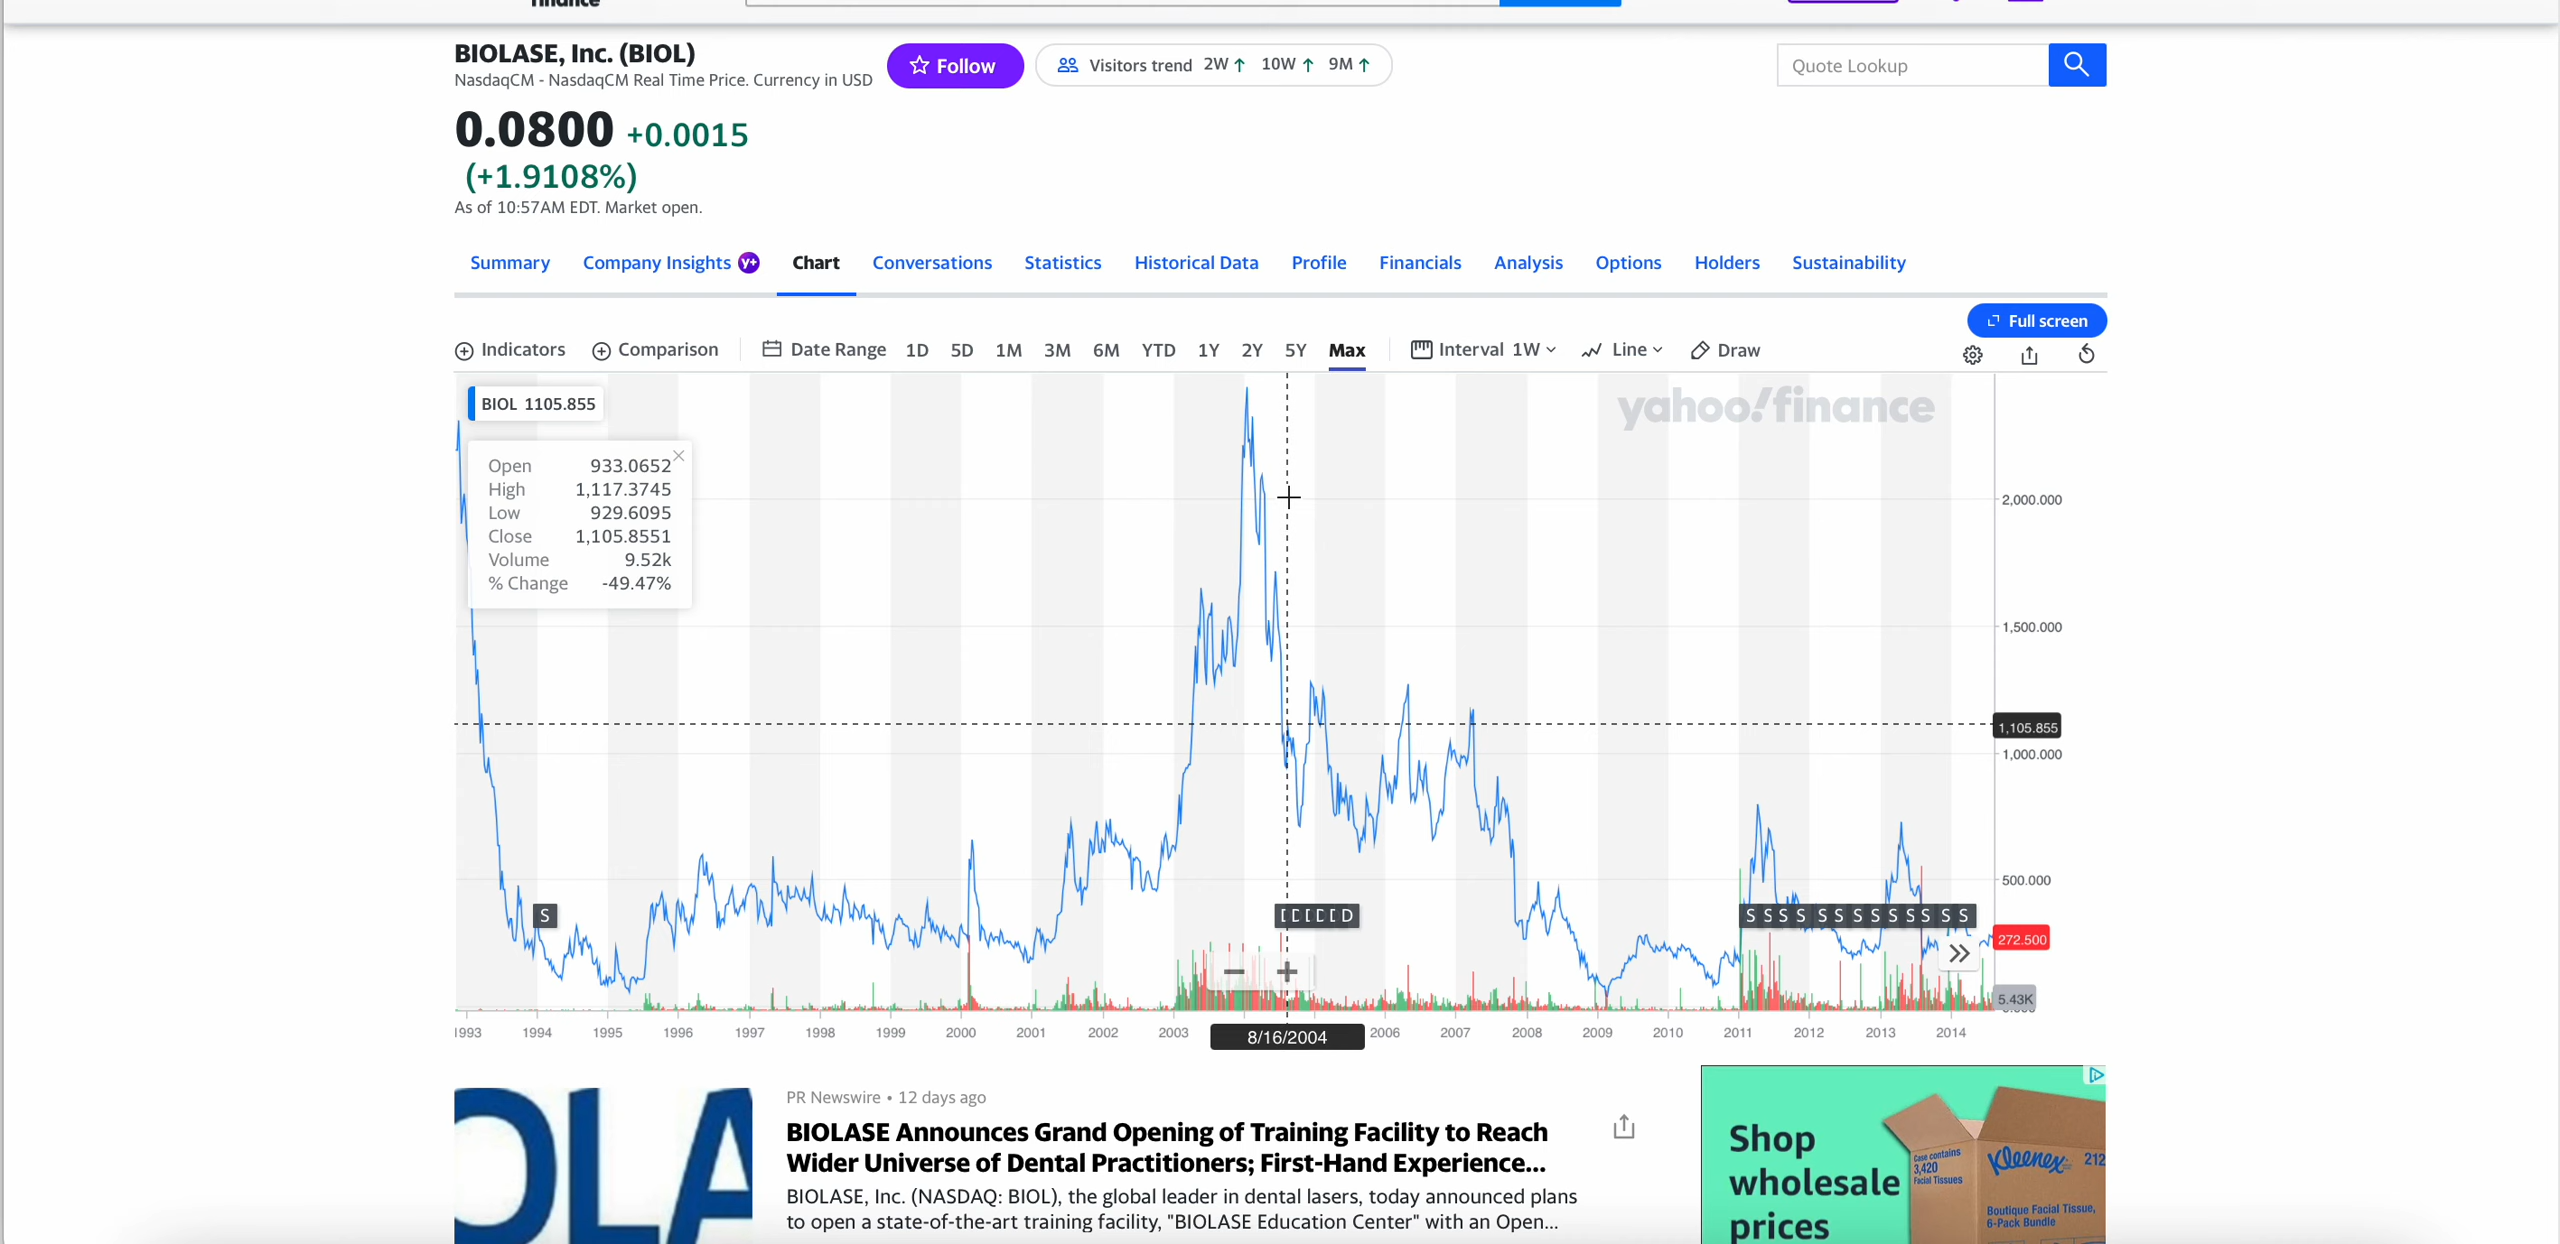 finance
BIOLASE, Inc. (BIOL)
NasdaqCM - NasdaqCM Real Time Price. Currency in USD
Follow
Visitors trend 2W 10W 9M
Quote Lookup
0.0800 +0.0015
(+1.9108%)
As of 10:57AM EDT. Market open.
Summary Company Insights y+ Chart Conversations Statistics Historical Data Profile Financials Analysis Options Holders Sustainability
Full screen
Indicators Comparison Date Range 1D 5D 1M 3M 6M YTD 1Y 2Y 5Y Max Interval 1W Line Draw
BIOL 1105.855
yahoo!finance
Open 933.0652
High 1,117.3745
Low 929.6095
Close 1,105.8551
Volume 9.52k
% Change -49.47%
2,000.000
1,500.000
1,105.855
1,000.000
500.000
S
D
S S S S S S S S S S S S S
272.500
5.43K
1993 1994 1995 1996 1997 1998 1999 2000 2001 2002 2003 8/16/2004 2006 2007 2008 2009 2010 2011 2012 2013 2014
OLA
PR Newswire • 12 days ago
BIOLASE Announces Grand Opening of Training Facility to Reach
Wider Universe of Dental Practitioners; First-Hand Experience...
BIOLASE, Inc. (NASDAQ: BIOL), the global leader in dental lasers, today announced plans
to open a state-of-the-art training facility, "BIOLASE Education Center" with an Open...
Shop
wholesale
prices
Case contains
3,420
Facial Tissues
Kleenex
212
Boutique Facial Tissue,
6-Pack Bundle